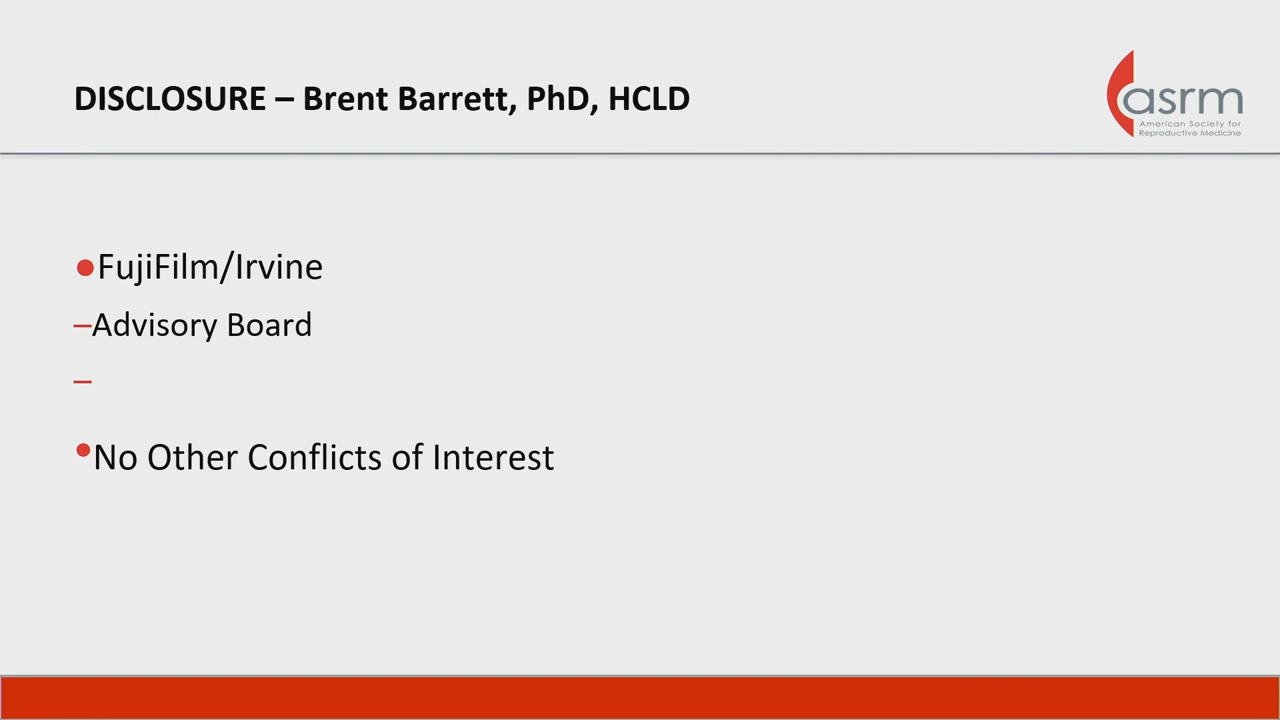 DISCLOSURE – Brent Barrett, PhD, HCLD
asrm
American Society for
Reproductive Medicine
●FujiFilm/Irvine
–Advisory Board
–
•No Other Conflicts of Interest